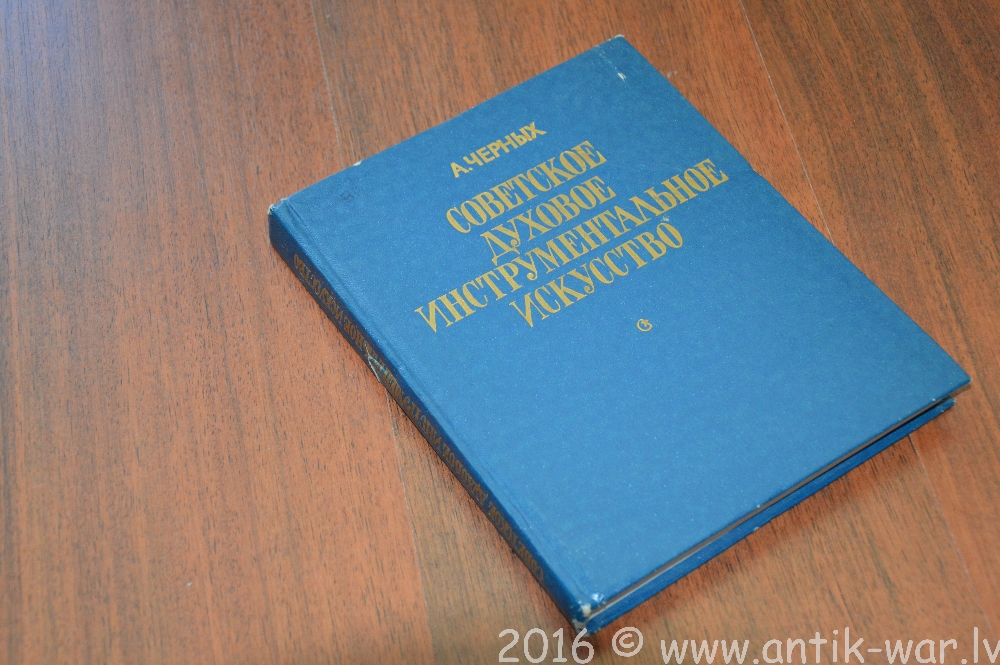 А. ЧЕРНЫХ
СОВЕТСКОЕ
ДУХОВОЕ
ИНСТРУМЕНТАЛЬНОЕ
ИСКУССТВО
2016 © www.antik-war.lv